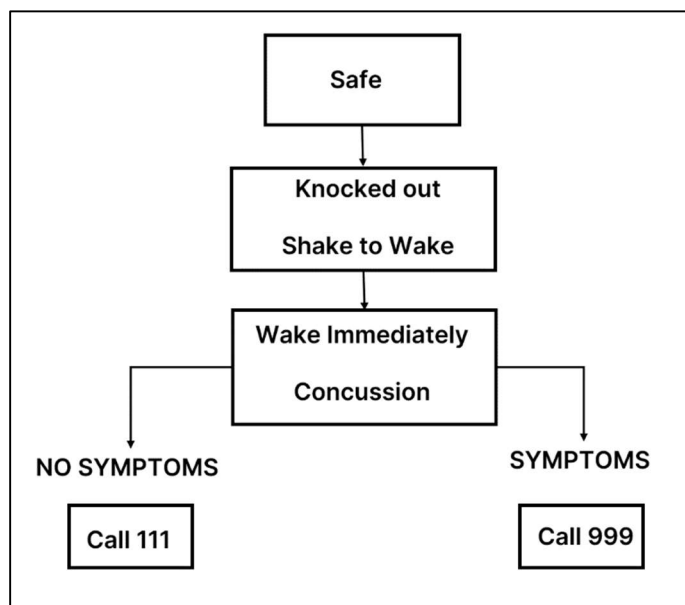 Safe
Knocked out
Shake to Wake
Wake Immediately
Concussion
NO SYMPTOMS
SYMPTOMS
Call 111
Call 999